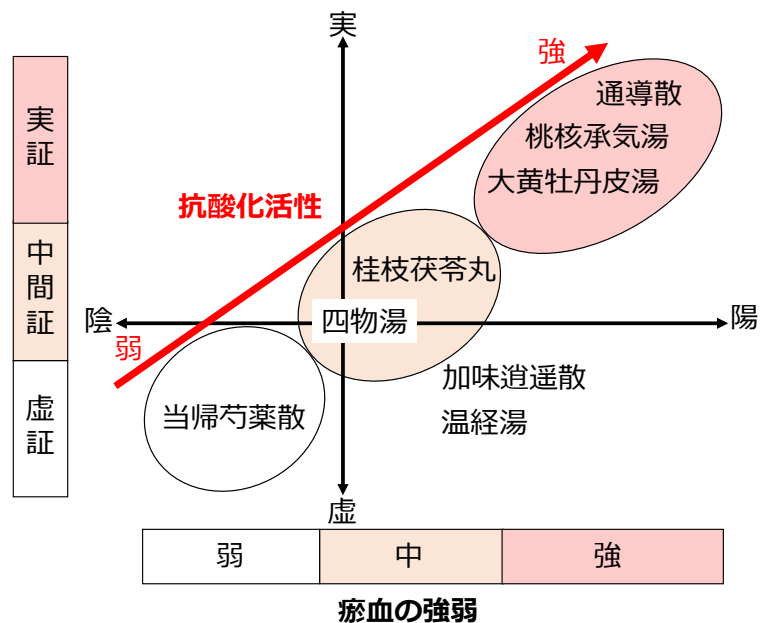 実
強
通導散
桃核承気湯
大黄牡丹皮湯
実証
抗酸化活性
中間証
桂枝茯苓丸
陰
四物湯
陽
弱
加味逍遥散
温経湯
虚証
当帰芍薬散
虚
弱
中
強
瘀血の強弱